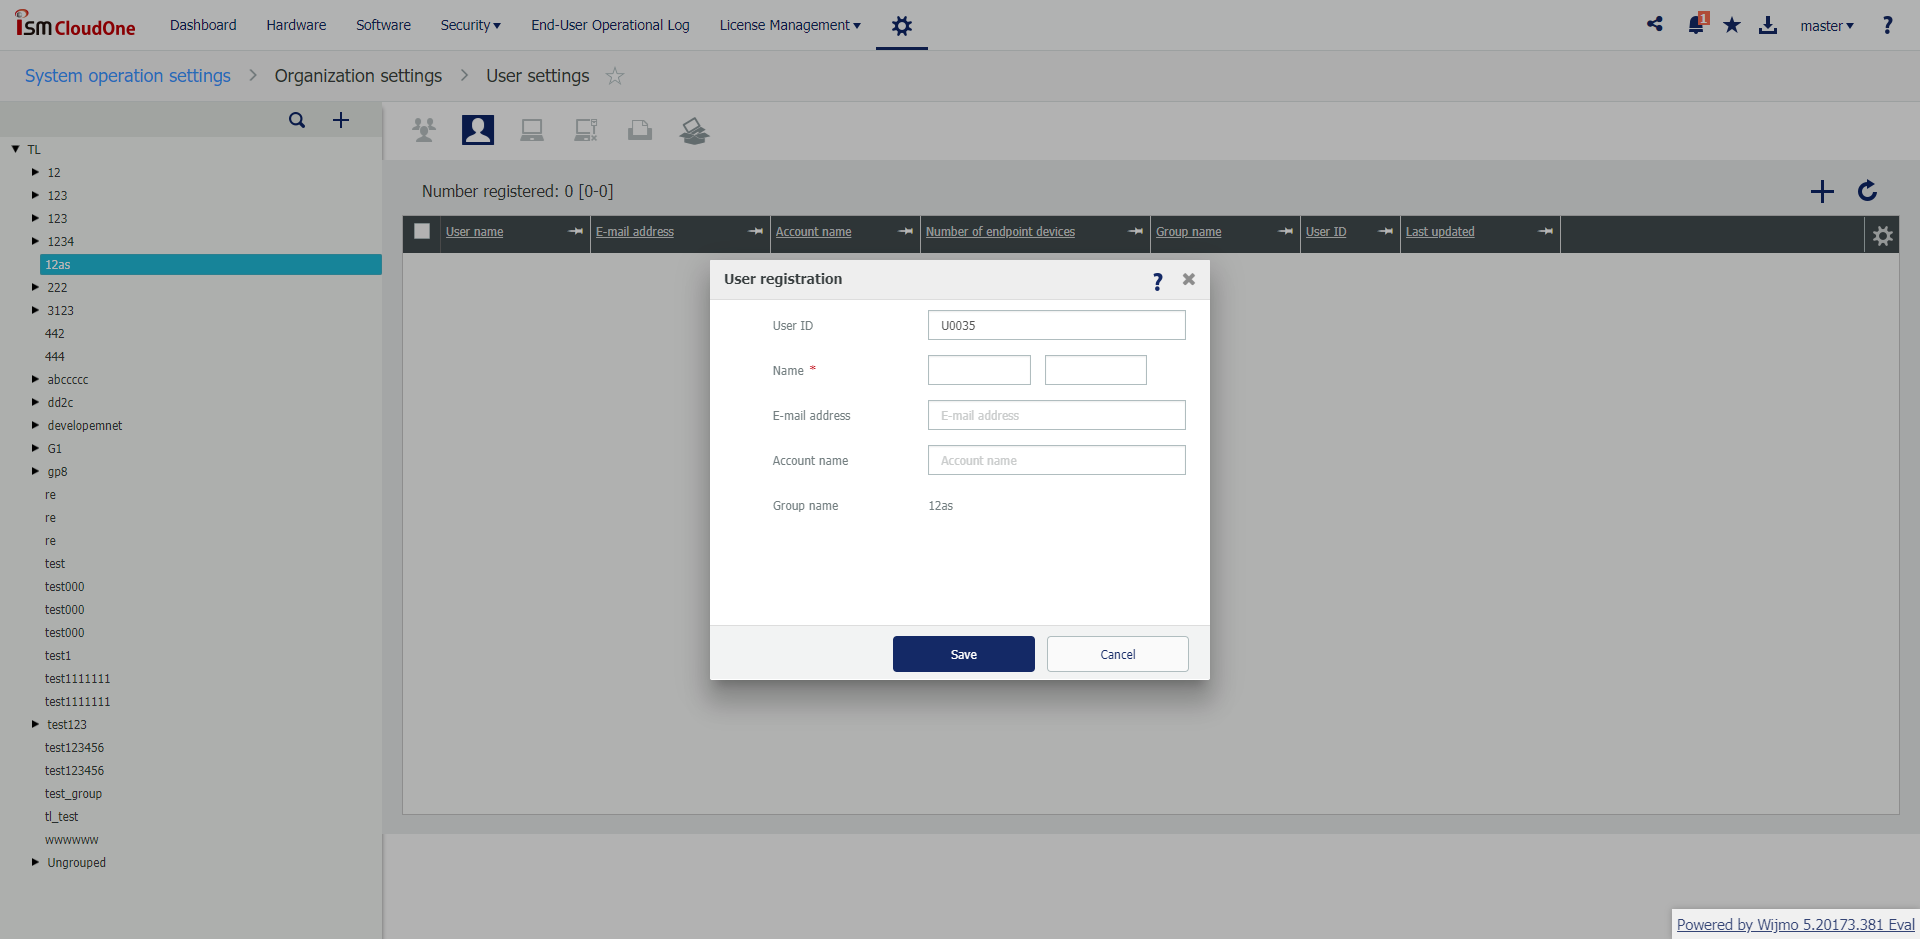 ISM CloudOne
Dashboard
Hardware
Software
Security
End-User Operational Log
License Management
1
master
?
System operation settings > Organization settings > User settings
TL
12
123
123
1234
12as
222
3123
442
444
abccccc
dd2c
developemnet
G1
gp8
re
re
re
test
test000
test000
test000
test1
test1111111
test1111111
test123
test123456
test123456
test_group
tl_test
wwwwww
Ungrouped
Number registered: 0 [0-0]
User name
E-mail address
Account name
Number of endpoint devices
Group name
User ID
Last updated
User registration
?
User ID
U0035
Name *
E-mail address
E-mail address
Account name
Account name
Group name
12as
Save
Cancel
Powered by Wijmo 5.20173.381 Eval